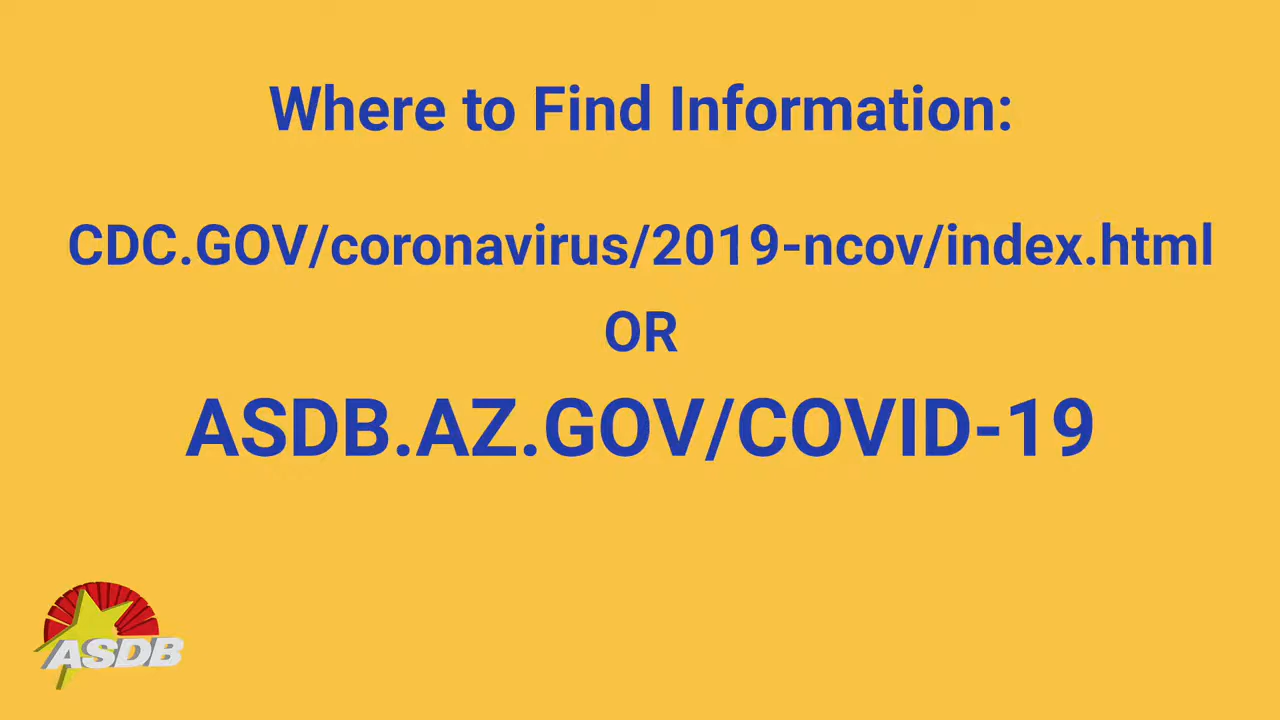 Where to Find Information:
CDC.GOV/coronavirus/2019-ncov/index.html
OR
ASDB.AZ.GOV/COVID-19
ASDB